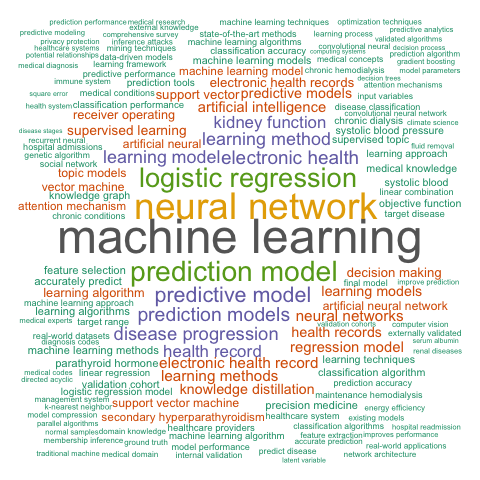 prediction performance medical research machine learning techniques optimization techniques
predictive modeling external knowledge predictive analytics
privacy protection comprehensive survey state-of-the-art methods learning process validated algorithms
healthcare systems infection attacks machine learning algorithms convolutional neural decision process
potential relationships mining techniques classification accuracy computing systems prediction algorithm
medical diagnosis data-driven models machine learning models medical concepts gradient boosting
learning framework machine learning model chronic hemodialysis model parameters
immune system predictive performance prediction tools electronic health records decision trees attention mechanisms
square error medical conditions support vector predictive models input variables
health system classification performance artificial intelligence disease classification
receiver operating kidney function chronic dialysis convolutional neural network climate science
disease stages supervised learning learning method systolic blood pressure
recurrent neural artificial neural supervised topic fluid removal
hospital admissions learning model electronic health learning approach
genetic algorithm
social network topic models logistic regression medical knowledge
vector machine systolic blood linear combination
knowledge graph neural network objective function
attention mechanism target disease
chronic conditions
machine learning
feature selection prediction model decision making
accurately predict final model improve prediction
learning algorithm predictive model learning models
machine learning approach artificial neural network
learning algorithms prediction models neural networks
medical experts target range validation cohorts computer vision
real-world datasets disease progression health records externally validated
diagnosis codes regression model serum albumin
machine learning methods health record renal diseases
parathyroid hormone electronic health record learning techniques
medical codes linear regression learning methods classification algorithm
directed acyclic validation cohort prediction accuracy
logistic regression model knowledge distillation maintenance hemodialysis
management system support vector machine precision medicine energy efficiency
k-nearest neighbor
model compression secondary hyperparathyroidism healthcare system existing models
parallel algorithms healthcare providers classification algorithms hospital readmission
normal samples domain knowledge machine learning algorithm feature extraction improves performance
membership inference ground truth model performance accurate prediction real-world applications
traditional machine medical domain internal validation predict disease network architecture
latent variable